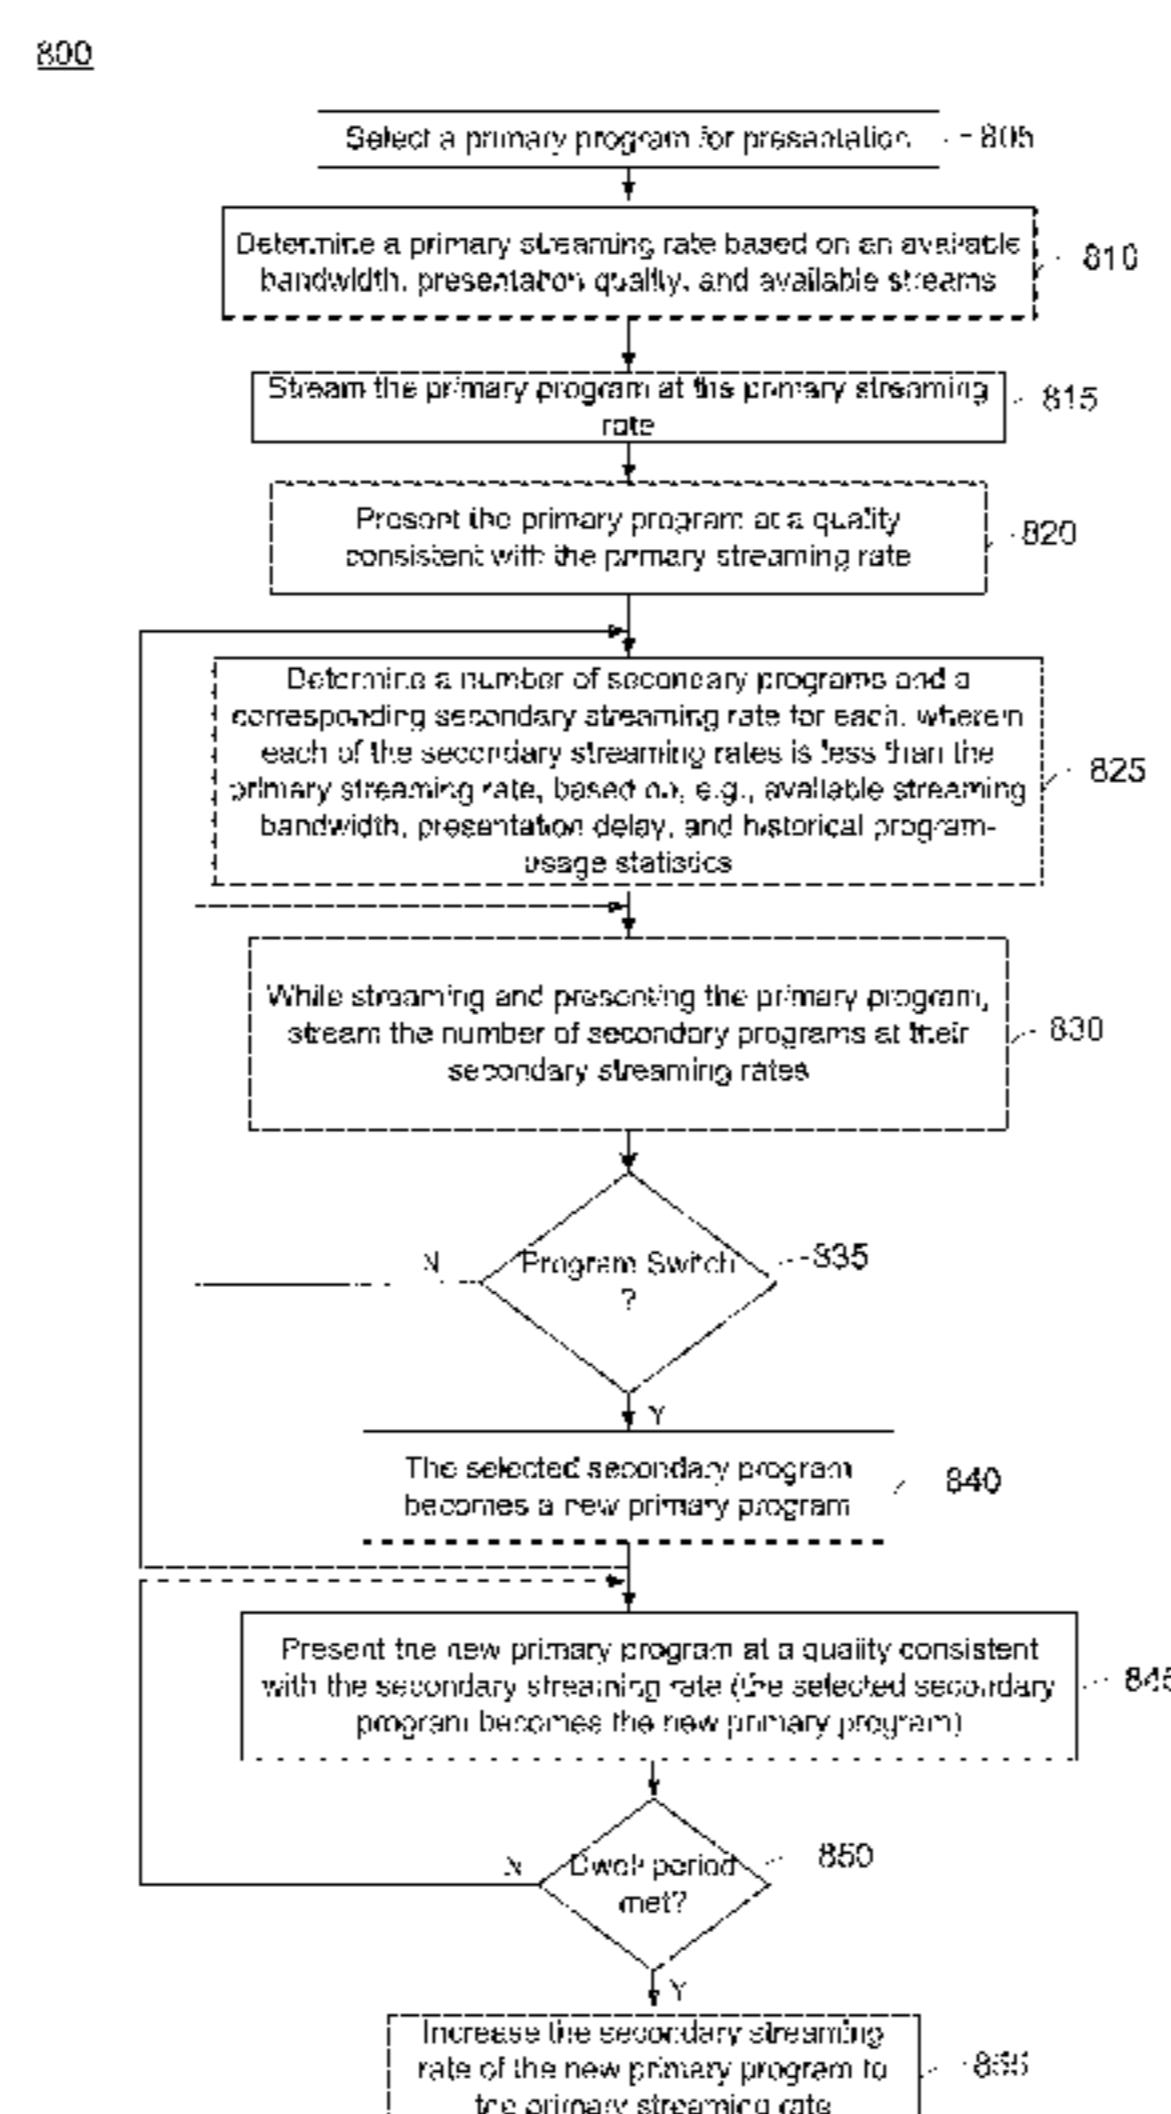 800
Select a primary program for presentation
805
Determine a primary streaming rate based on an available
bandwidth, presentation quality, and available streams
810
Stream the primary program at the primary streaming
rate
815
Present the primary program at a quality
consistent with the primary streaming rate
820
Determine a number of secondary programs and a
corresponding secondary streaming rate for each, wherein
each of the secondary streaming rates is less than the
primary streaming rate, based on, e.g., available streaming
bandwidth, presentation delay, and historical program-
usage statistics
825
While streaming and presenting the primary program,
stream the number of secondary programs at their
secondary streaming rates
830
Program Switch
?
835
N
Y
The selected secondary program
becomes a new primary program
840
Present the new primary program at a quality consistent
with the secondary streaming rate (the selected secondary
program becomes the new primary program)
845
Dwell period
met?
850
N
Y
Increase the secondary streaming
rate of the new primary program to
the primary streaming rate
855